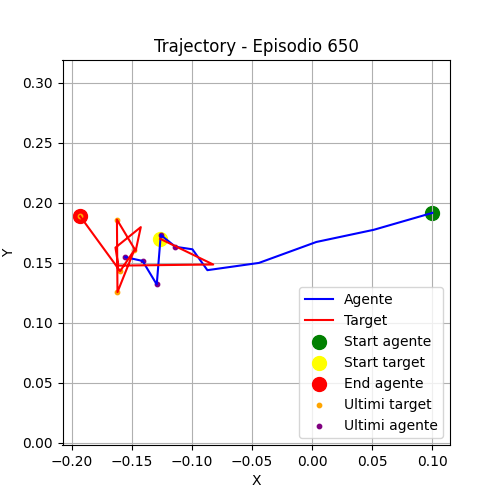 Trajectory - Episodio 650
0.30
0.25
0.20
0.15
0.10
0.05
0.00
Y
−0.20 −0.15 −0.10 −0.05 0.00 0.05 0.10
X
Agente
Target
Start agente
Start target
End agente
Ultimi target
Ultimi agente